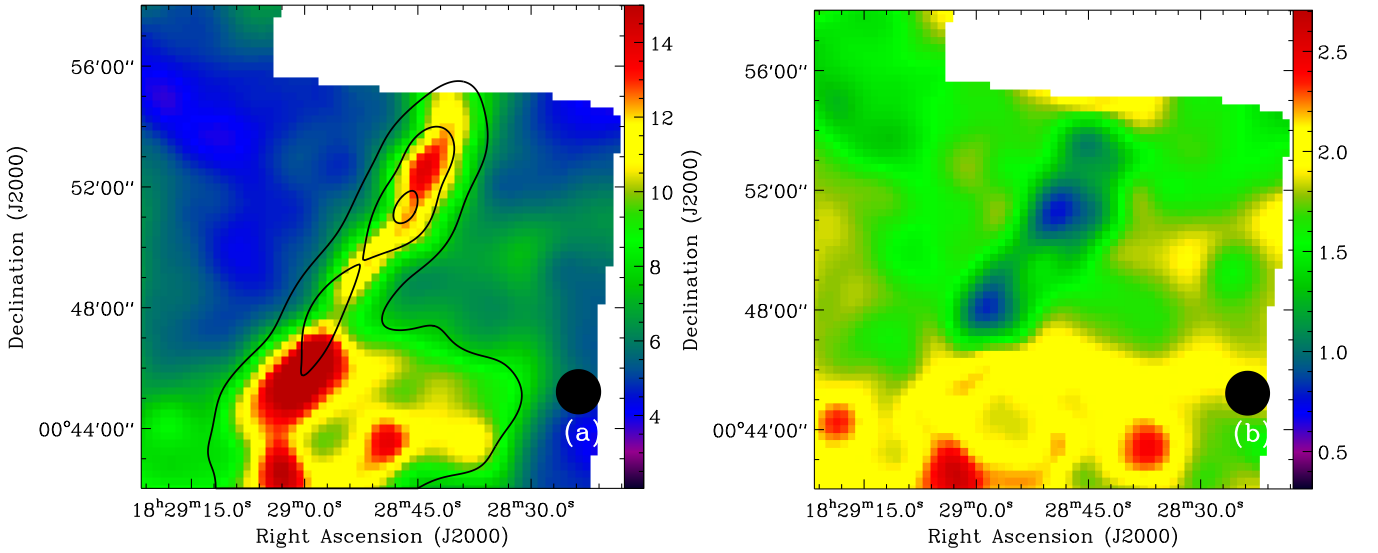 Declination (J2000)
56′00″
52′00″
48′00″
00°44′00″
18ʰ29ᵐ15.0ˢ
29ᵐ0.0ˢ
28ᵐ45.0ˢ
28ᵐ30.0ˢ
Right Ascension (J2000)
(a)
14
12
10
8
6
4
Declination (J2000)
56′00″
52′00″
48′00″
00°44′00″
18ʰ29ᵐ15.0ˢ
29ᵐ0.0ˢ
28ᵐ45.0ˢ
28ᵐ30.0ˢ
Right Ascension (J2000)
(b)
2.5
2.0
1.5
1.0
0.5